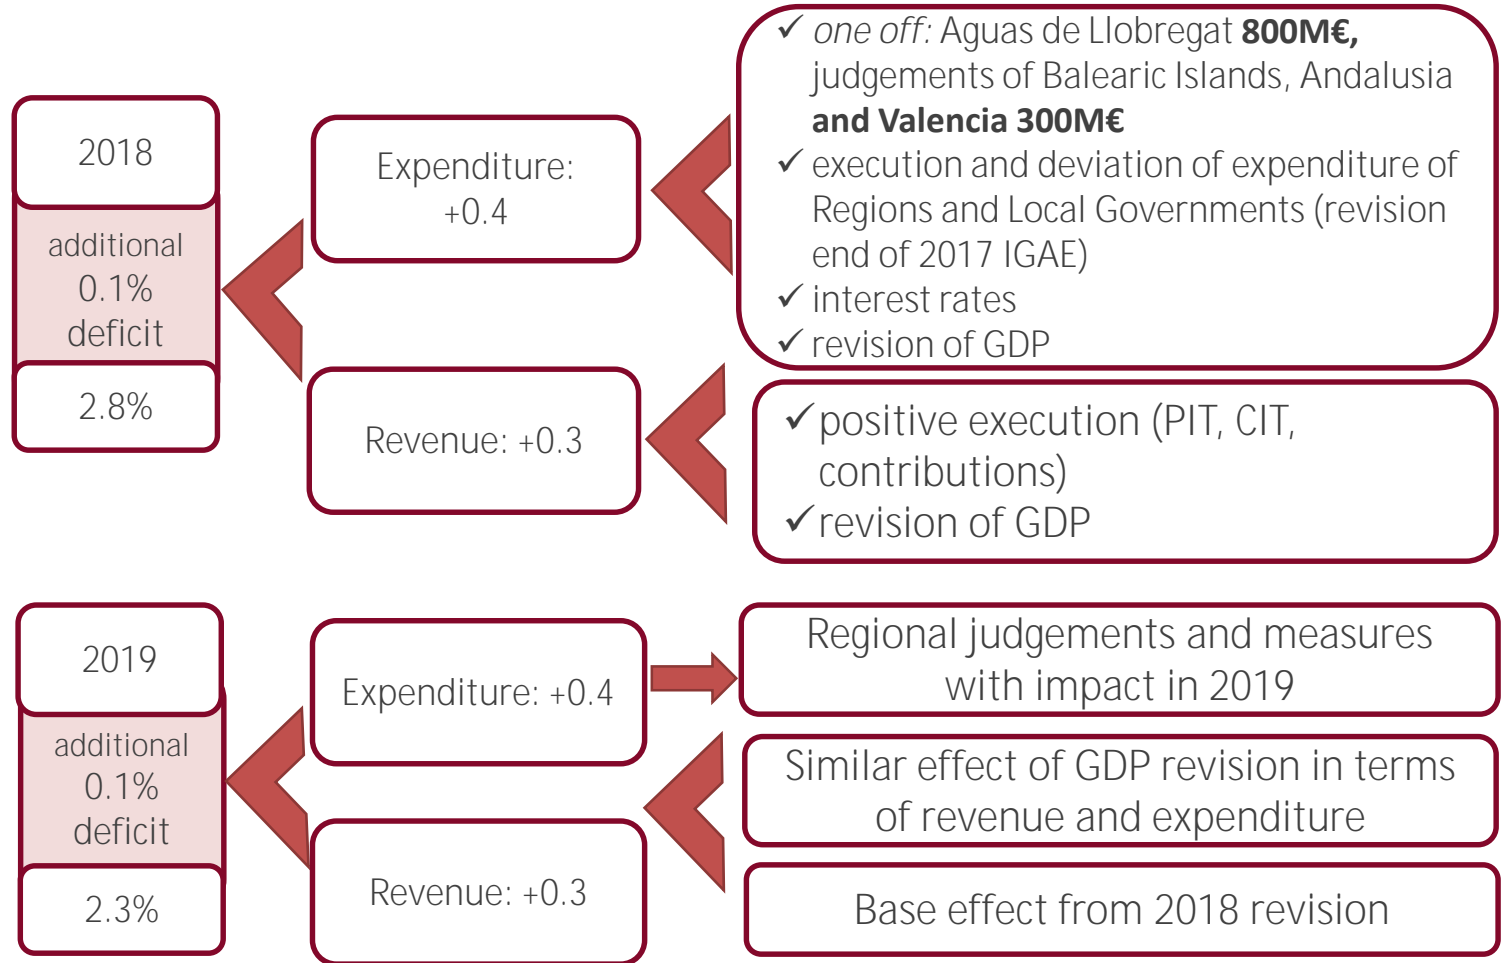 2018
additional
0.1%
deficit
2.8%
Expenditure:
+0.4
Revenue: +0.3
✓ one off: Aguas de Llobregat 800M€,
judgements of Balearic Islands, Andalusia
and Valencia 300M€
✓ execution and deviation of expenditure of
Regions and Local Governments (revision
end of 2017 IGAE)
✓ interest rates
✓ revision of GDP
✓ positive execution (PIT, CIT,
contributions)
✓ revision of GDP
2019
additional
0.1%
deficit
2.3%
Expenditure: +0.4
Revenue: +0.3
Regional judgements and measures
with impact in 2019
Similar effect of GDP revision in terms
of revenue and expenditure
Base effect from 2018 revision